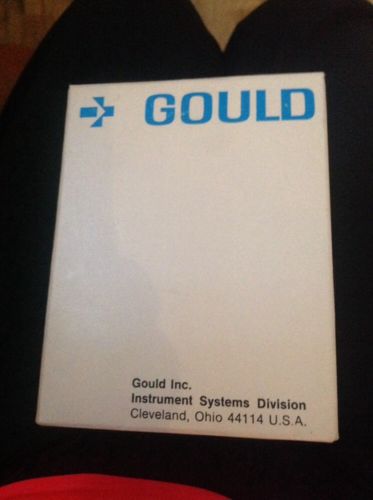 GOULD
Gould Inc.
Instrument Systems Division
Cleveland, Ohio 44114 U.S.A.